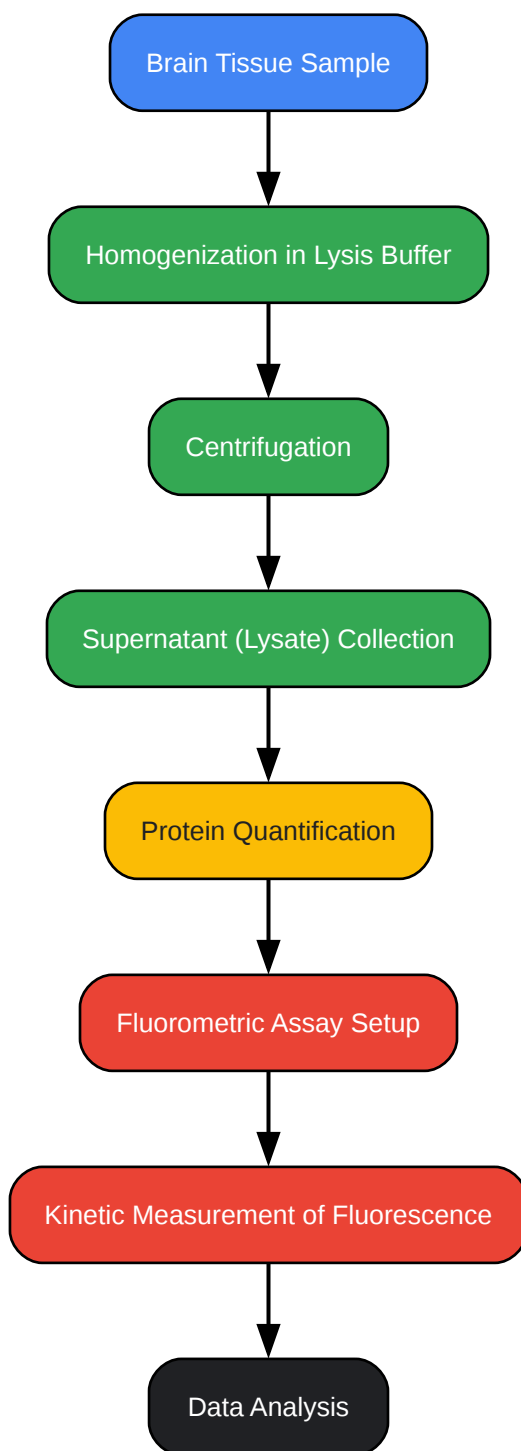 Brain Tissue Sample
Homogenization in Lysis Buffer
Centrifugation
Supernatant (Lysate) Collection
Protein Quantification
Fluorometric Assay Setup
Kinetic Measurement of Fluorescence
Data Analysis